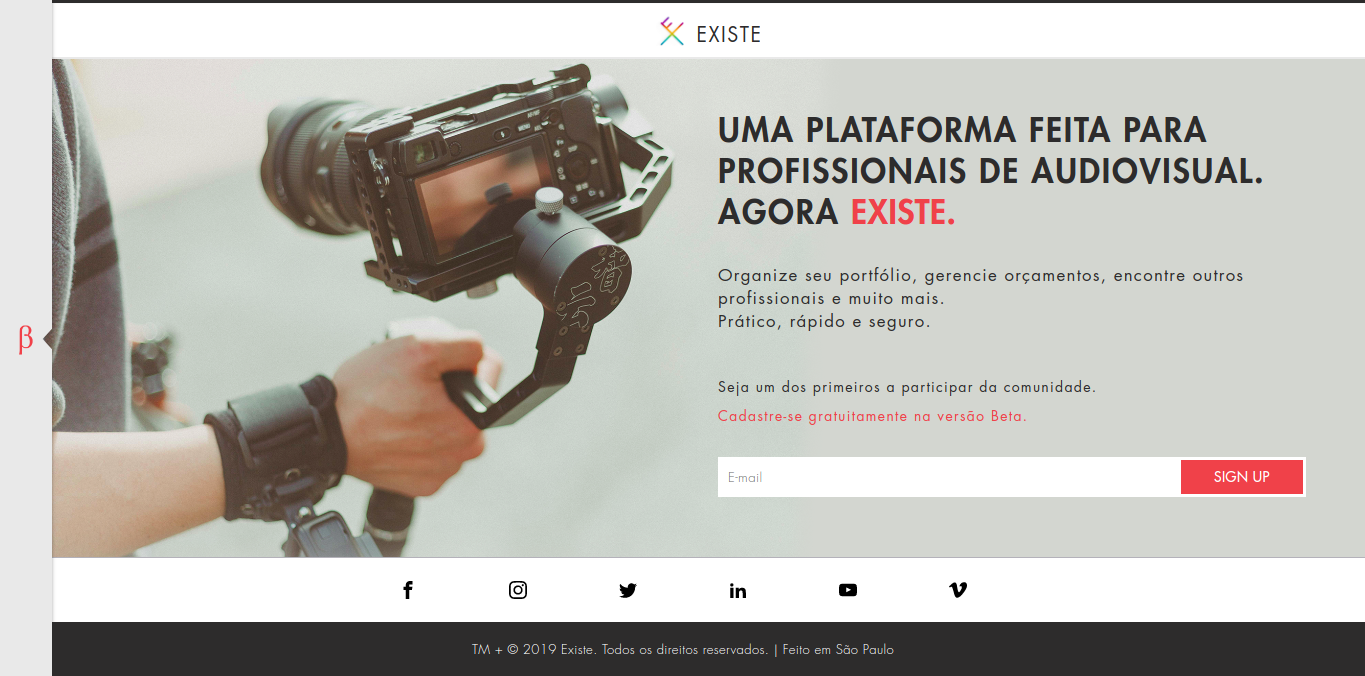 EXISTE
UMA PLATAFORMA FEITA PARA
PROFISSIONAIS DE AUDIOVISUAL.
AGORA EXISTE.
Organize seu portfólio, gerencie orçamentos, encontre outros
profissionais e muito mais.
Prático, rápido e seguro.
β
Seja um dos primeiros a participar da comunidade.
Cadastre-se gratuitamente na versão Beta.
E-mail
SIGN UP
TM + © 2019 Existe. Todos os direitos reservados. | Feito em São Paulo